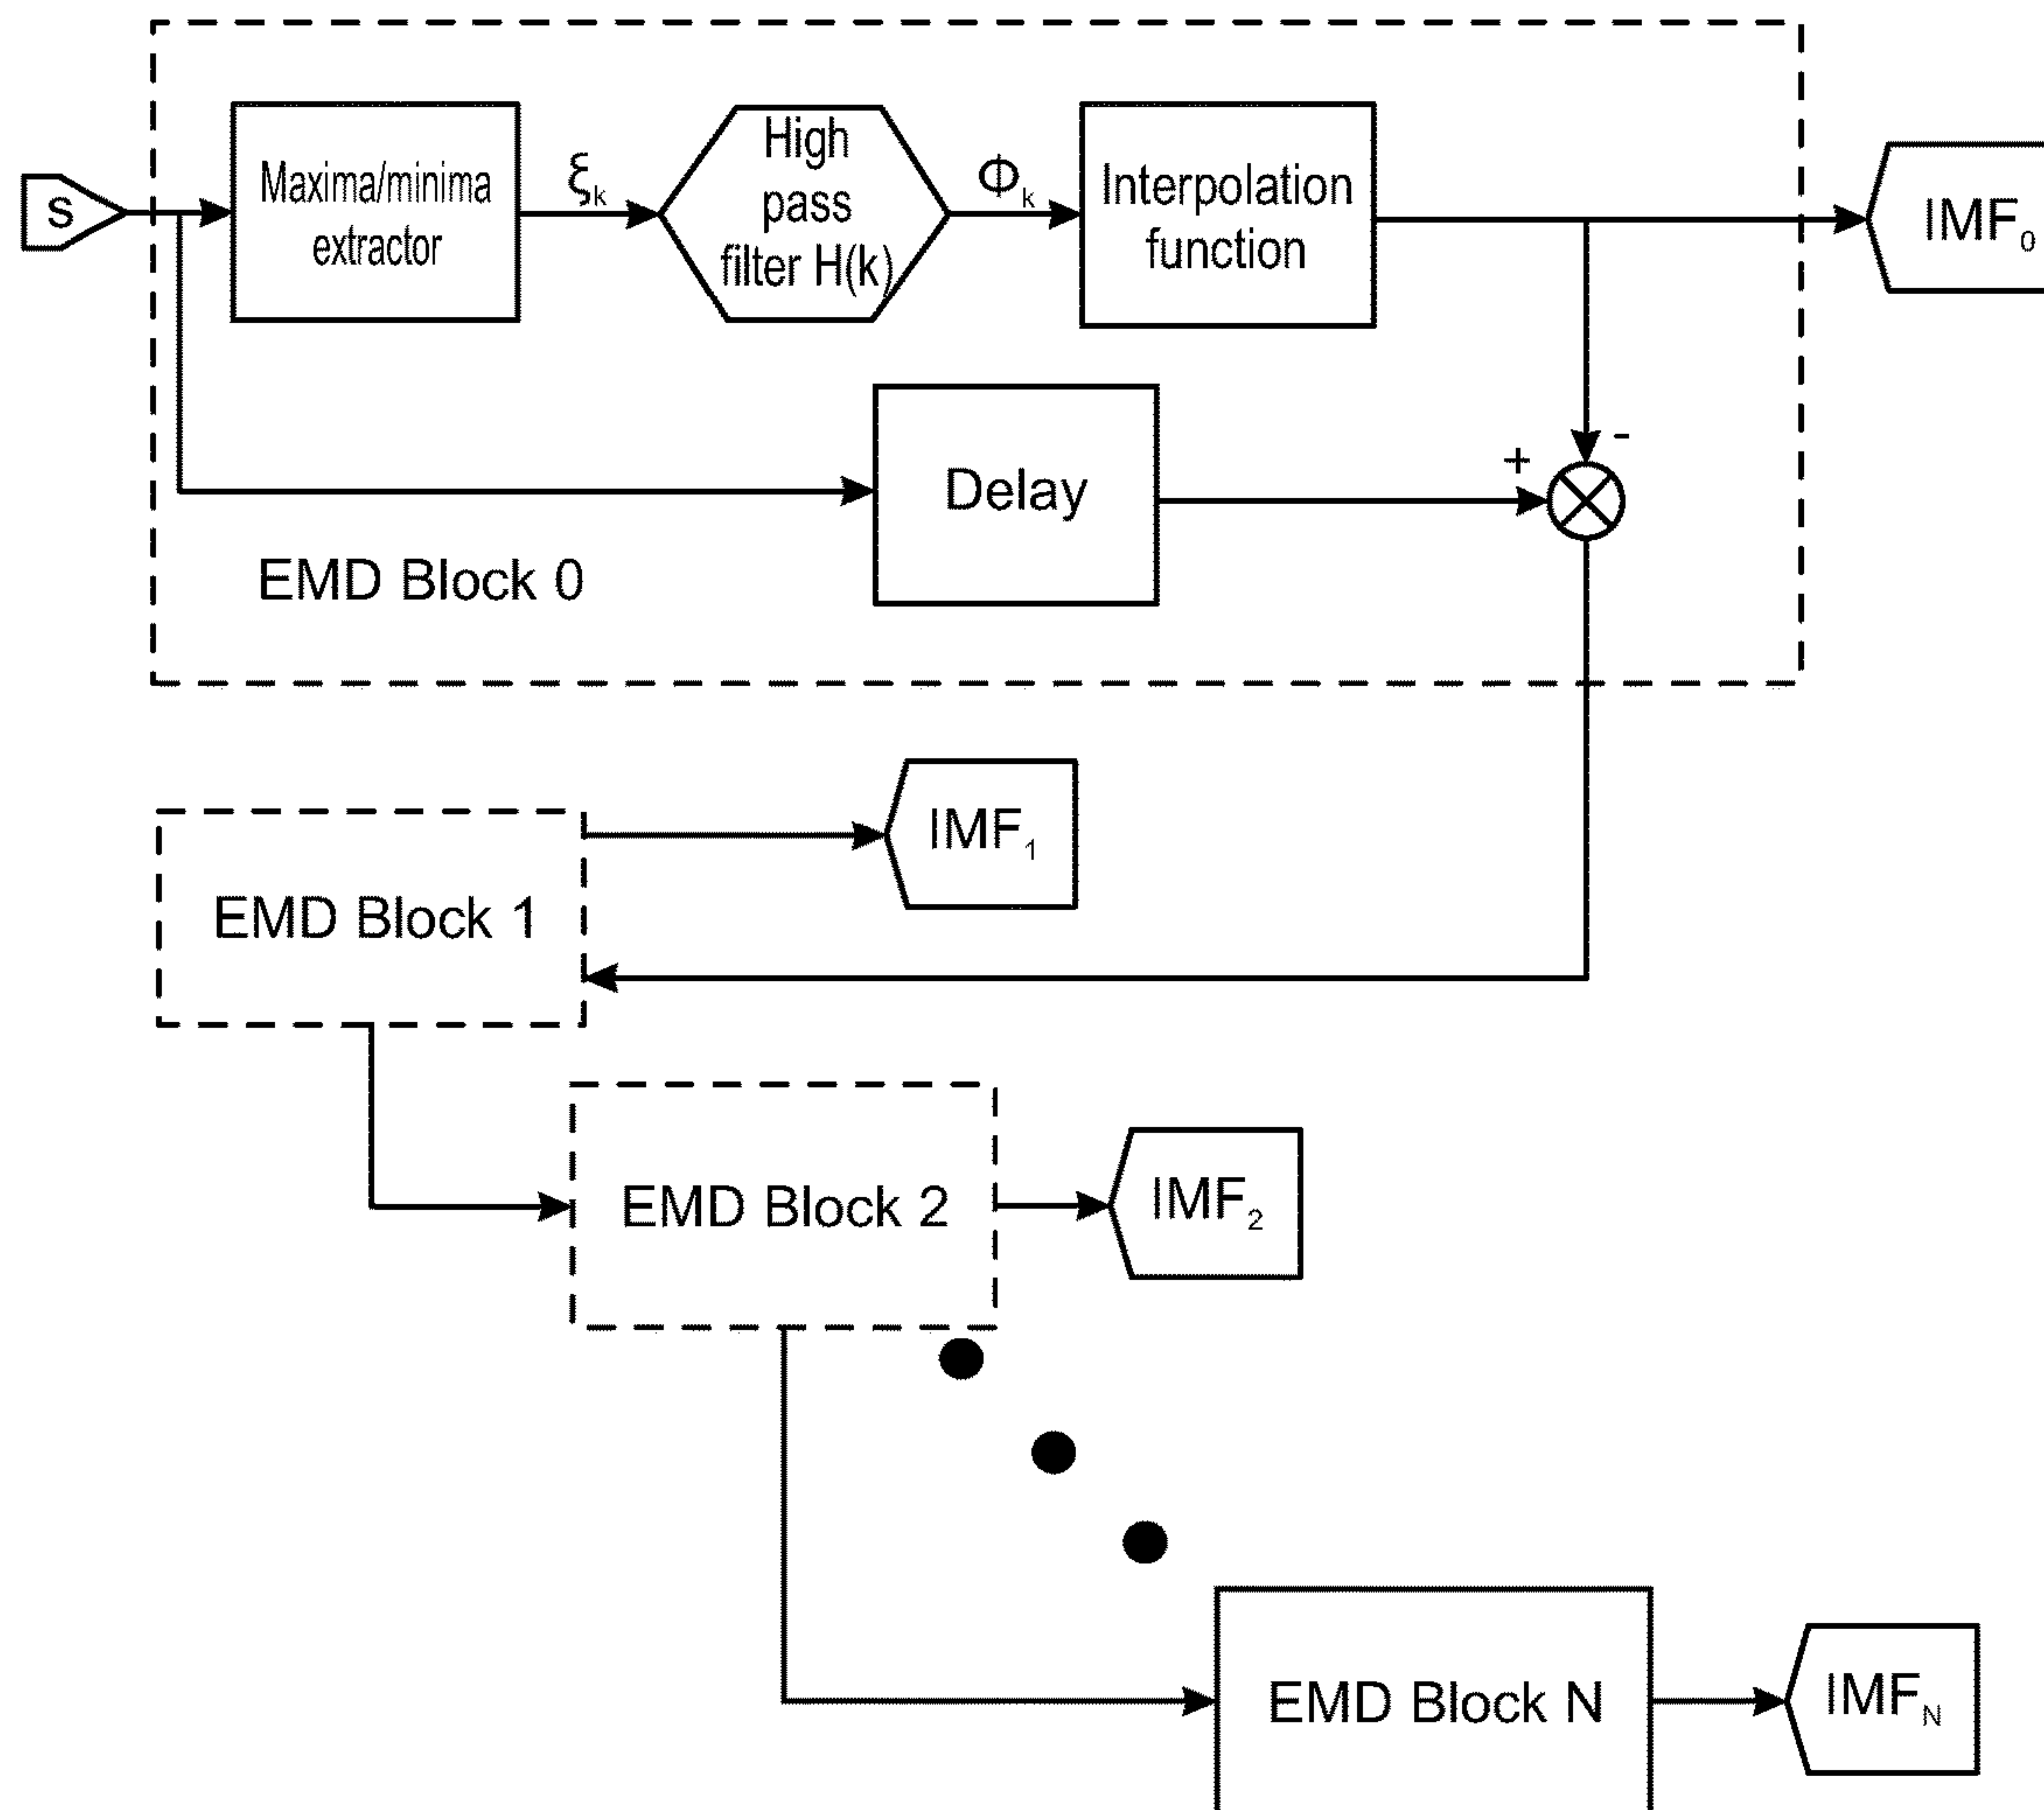 s
Maxima/minima
extractor
ξk
High
pass
filter H(k)
Φk
Interpolation
function
IMF0
Delay
+
-
EMD Block 0
IMF1
EMD Block 1
EMD Block 2
IMF2
EMD Block N
IMFN